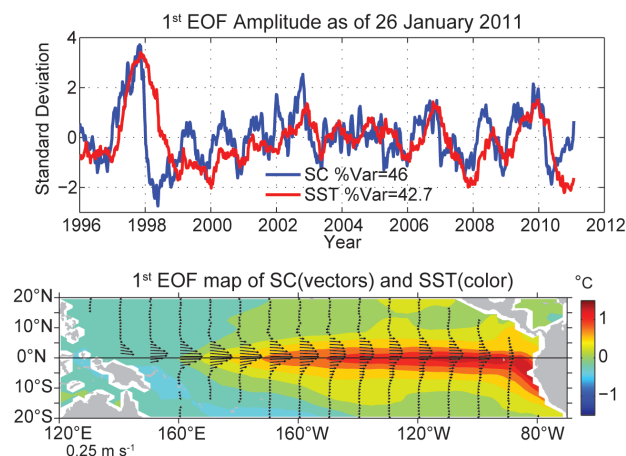 1st EOF Amplitude as of 26 January 2011
Standard Deviation
4
2
0
−2
SC %Var=46
SST %Var=42.7
1996 1998 2000 2002 2004 2006 2008 2010 2012
Year
1st EOF map of SC(vectors) and SST(color)
°C
20°N
10°N
0°N
10°S
20°S
1
0
−1
120°E 160°E 160°W 120°W 80°W
0.25 m s-1